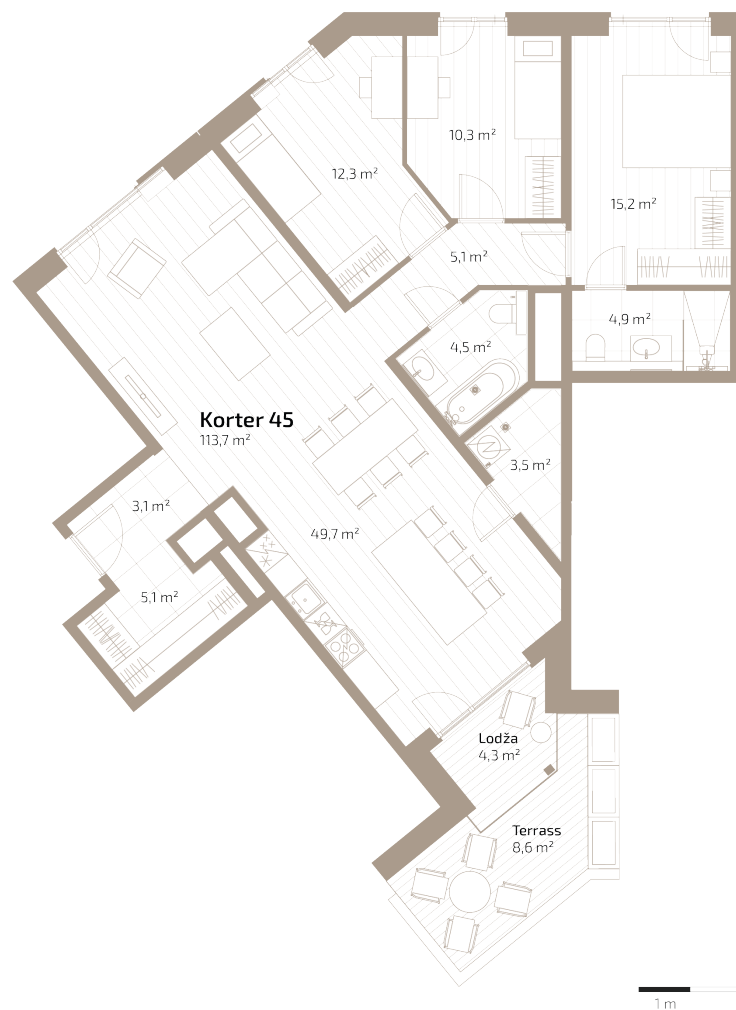 10,3 m²
12,3 m²
15,2 m²
5,1 m²
4,9 m²
4,5 m²
Korter 45
113,7 m²
3,5 m²
3,1 m²
49,7 m²
5,1 m²
Lodža
4,3 m²
Terrass
8,6 m²
1 m